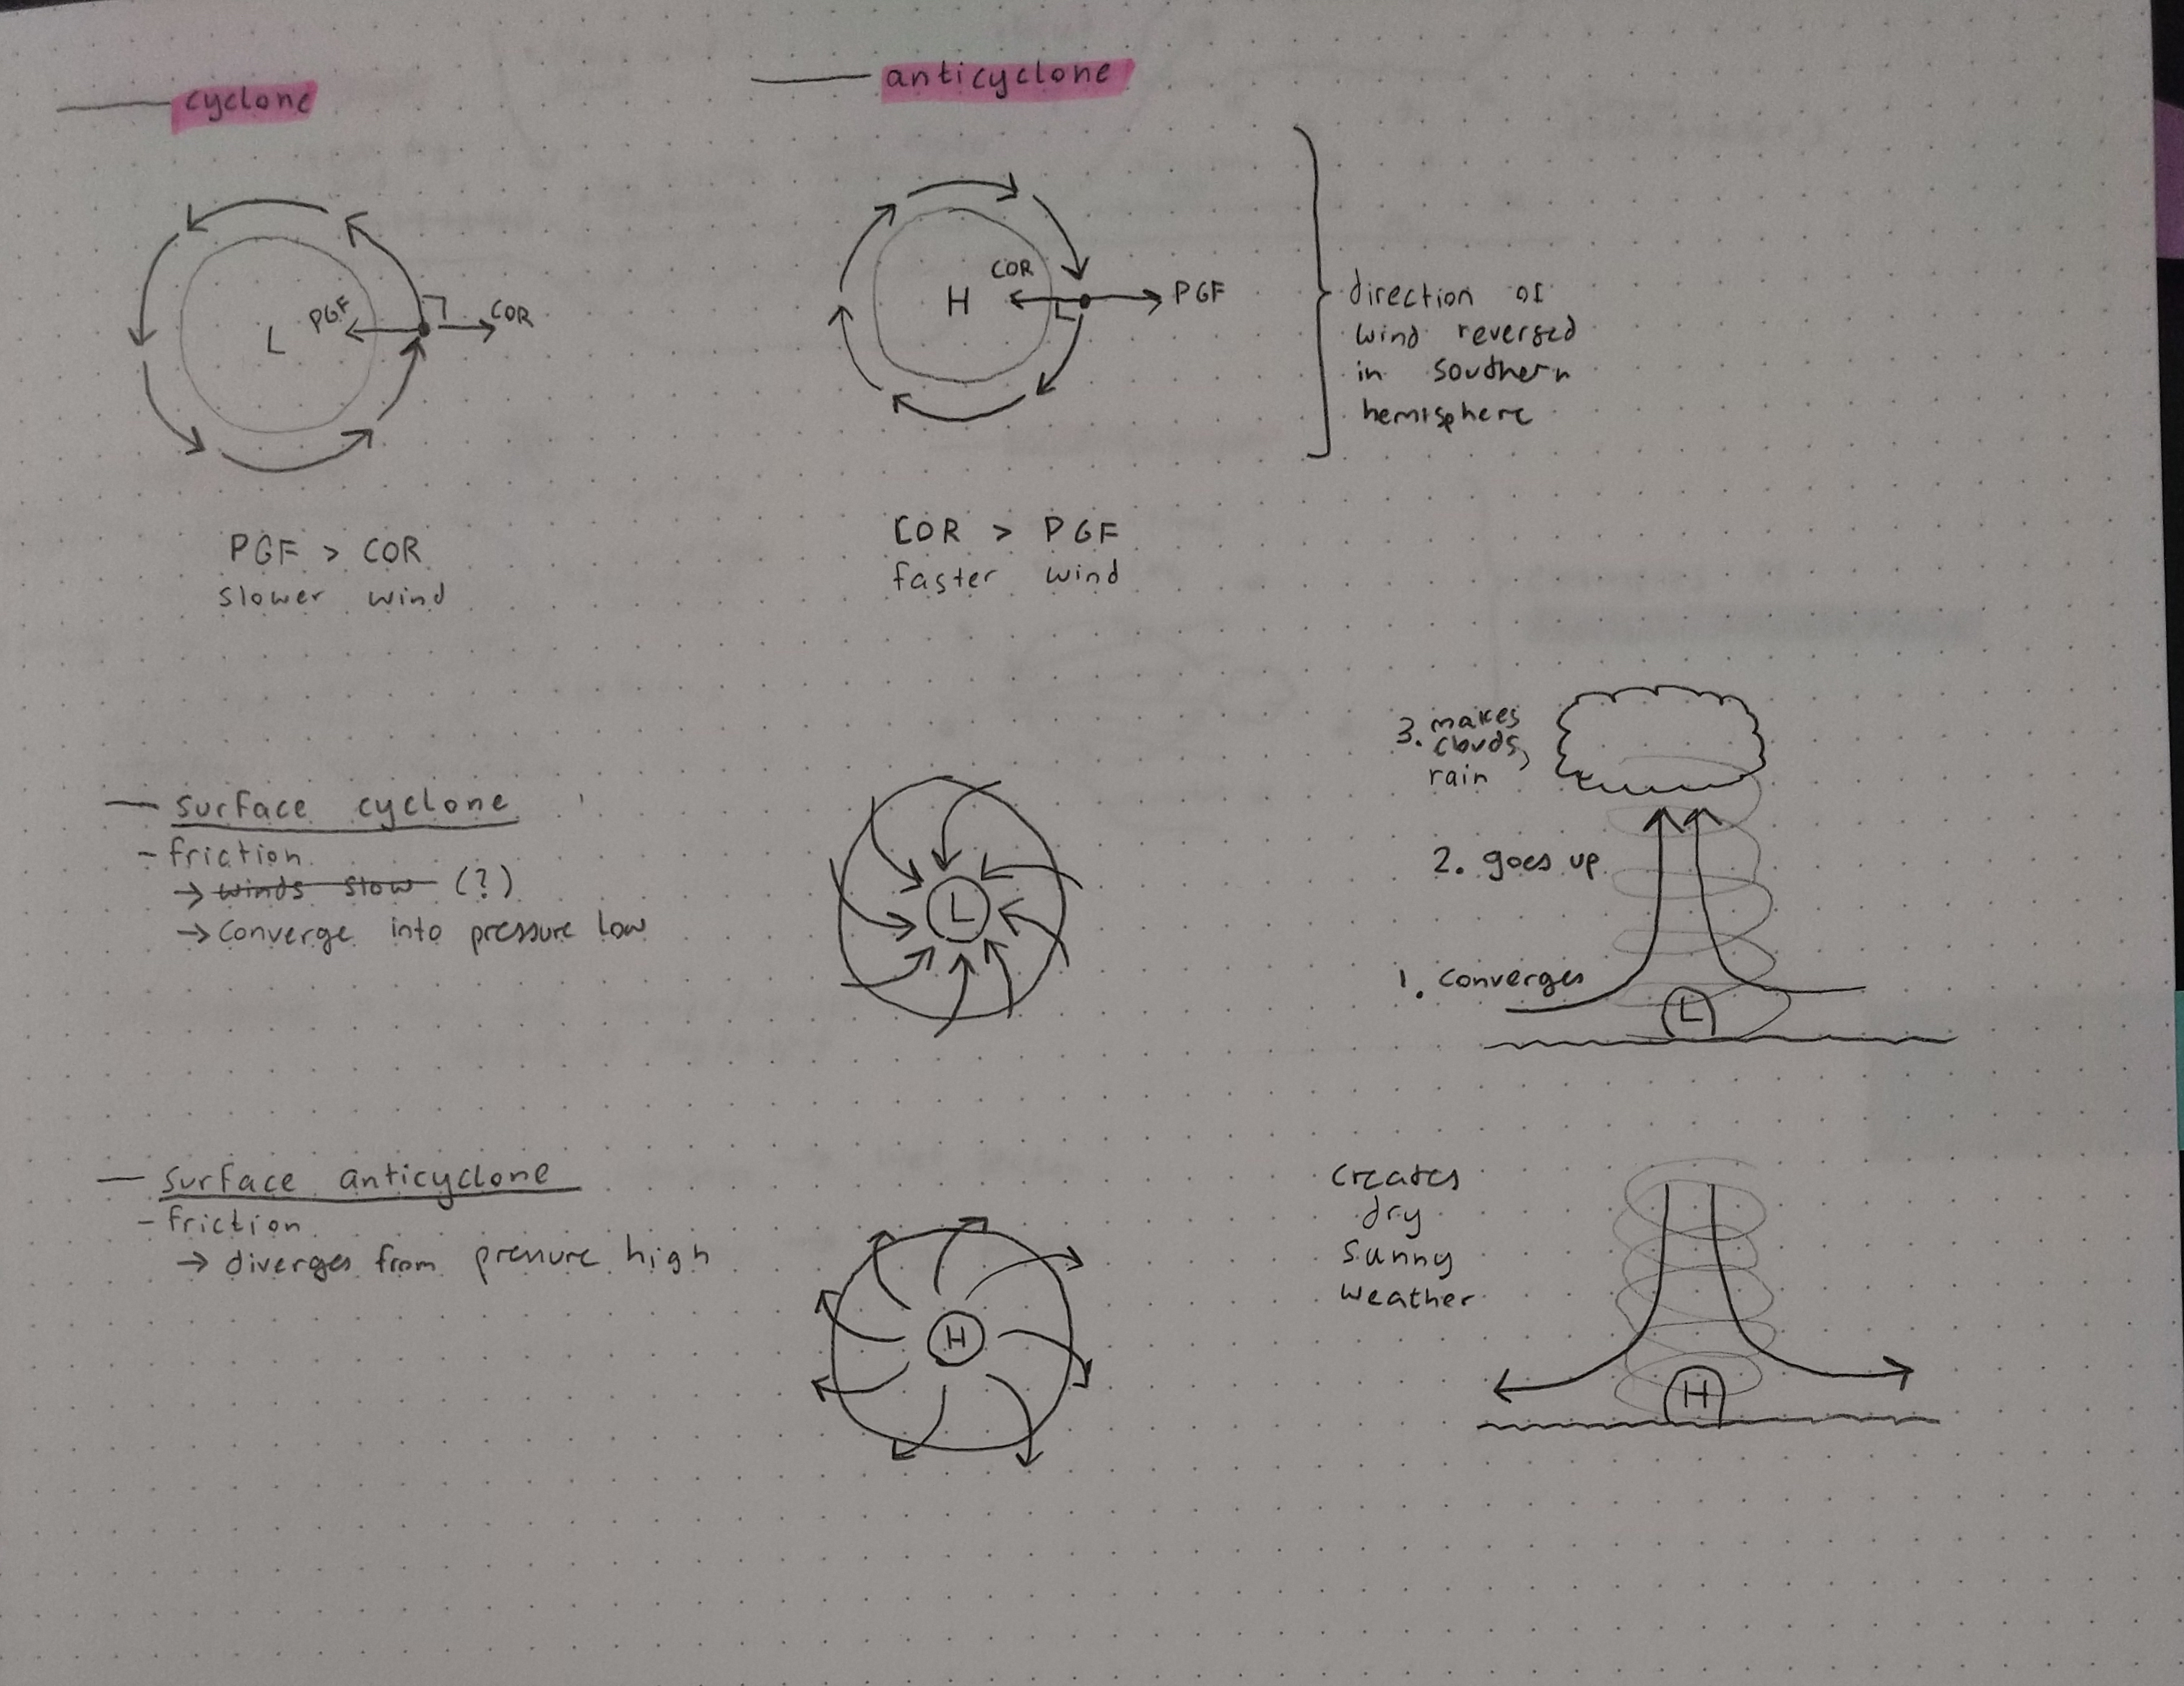 cyclone
anticyclone
L
PGF
COR
H
COR
PGF
direction of
wind reversed
in southern
hemisphere
PGF > COR
slower wind
COR > PGF
faster wind
— surface cyclone
- friction
→ winds slow (?)
→ converge into pressure low
L
3. makes
clouds,
rain
2. goes up
1. converges
L
— surface anticyclone
- friction
→ diverges from pressure high
H
creates
dry
sunny
weather
H